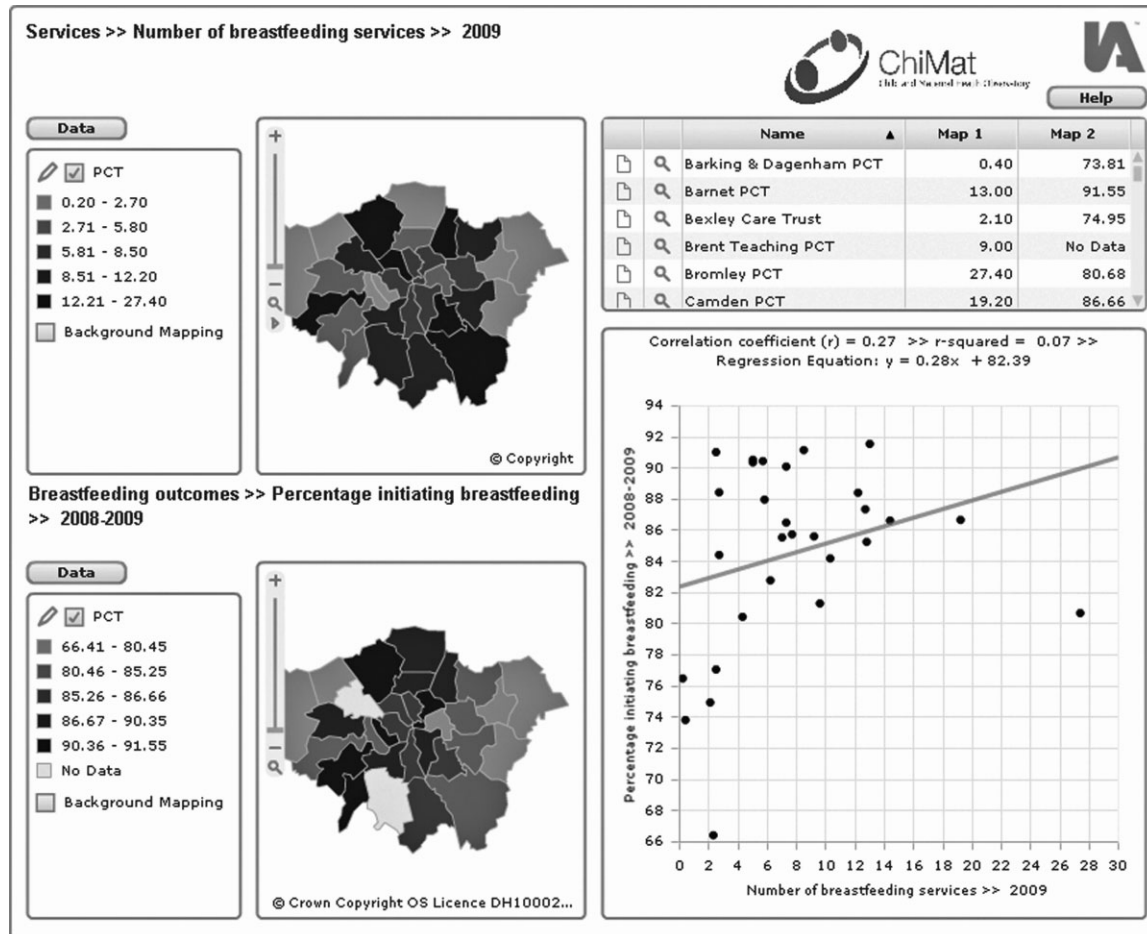 Services >> Number of breastfeeding services >> 2009
ChiMat
Child and Maternal Health Observatory
IA
Help
Data
PCT
0.20 - 2.70
2.71 - 5.80
5.81 - 8.50
8.51 - 12.20
12.21 - 27.40
Background Mapping
© Copyright
Name ▲ Map 1 Map 2
Barking & Dagenham PCT 0.40 73.81
Barnet PCT 13.00 91.55
Bexley Care Trust 2.10 74.95
Brent Teaching PCT 9.00 No Data
Bromley PCT 27.40 80.68
Camden PCT 19.20 86.66
Breastfeeding outcomes >> Percentage initiating breastfeeding
>> 2008-2009
Data
PCT
66.41 - 80.45
80.46 - 85.25
85.26 - 86.66
86.67 - 90.35
90.36 - 91.55
No Data
Background Mapping
© Crown Copyright OS Licence DH10002...
Correlation coefficient (r) = 0.27 >> r-squared = 0.07 >>
Regression Equation: y = 0.28x + 82.39
Percentage initiating breastfeeding >> 2008-2009
94
92
90
88
86
84
82
80
78
76
74
72
70
68
66
0 2 4 6 8 10 12 14 16 18 20 22 24 26 28 30
Number of breastfeeding services >> 2009